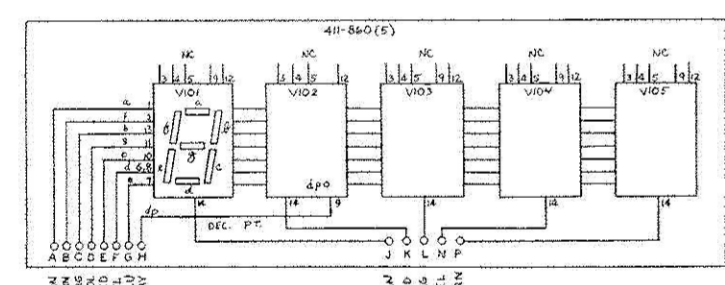 411-860(5)
NC NC NC NC NC
3 4 5 9 12 3 4 5 12 3 4 5 9 12 3 4 5 9 12 3 4 5 9 12
V101 V102 V103 V104 V105
a 1 a
f 2 f b
b 13
g 11 g
c 10 e c
d 6,8 d
e 7 dp
14 14 9 14 14 14
dp
DEC. PT.
A B C D E F G H J K L N P